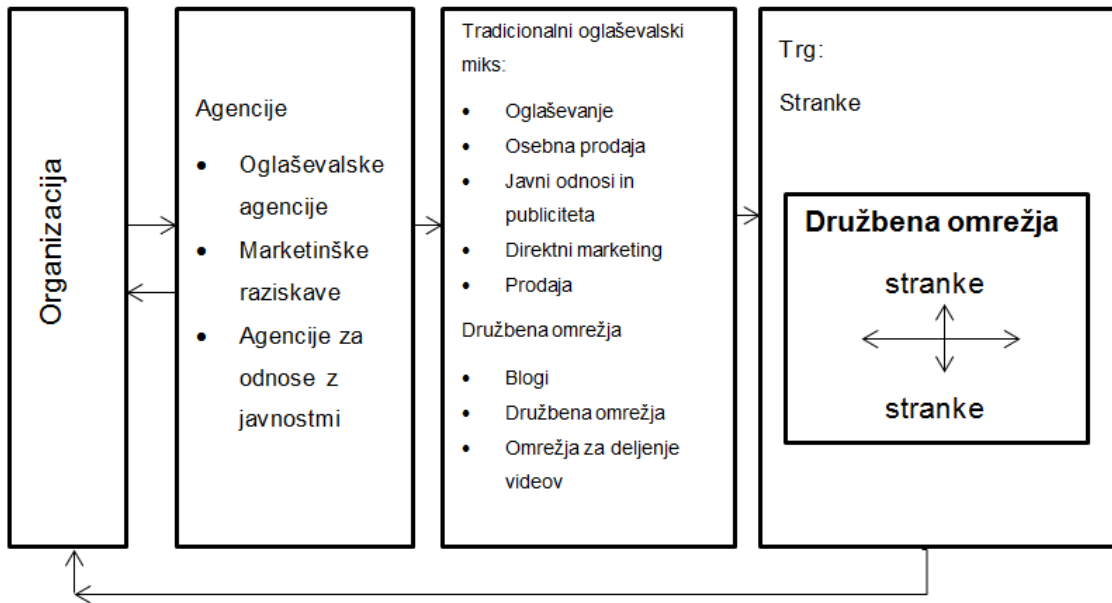 Organizacija
Agencije
• Oglaševalske
agencije
• Marketinške
raziskave
• Agencije za
odnose z
javnostmi
Tradicionalni oglaševalski
miks:
• Oglaševanje
• Osebna prodaja
• Javni odnosi in
publiciteta
• Direktni marketing
• Prodaja
Družbena omrežja
• Blogi
• Družbena omrežja
• Omrežja za deljenje
videov
Trg:
Stranke
Družbena omrežja
stranke
stranke